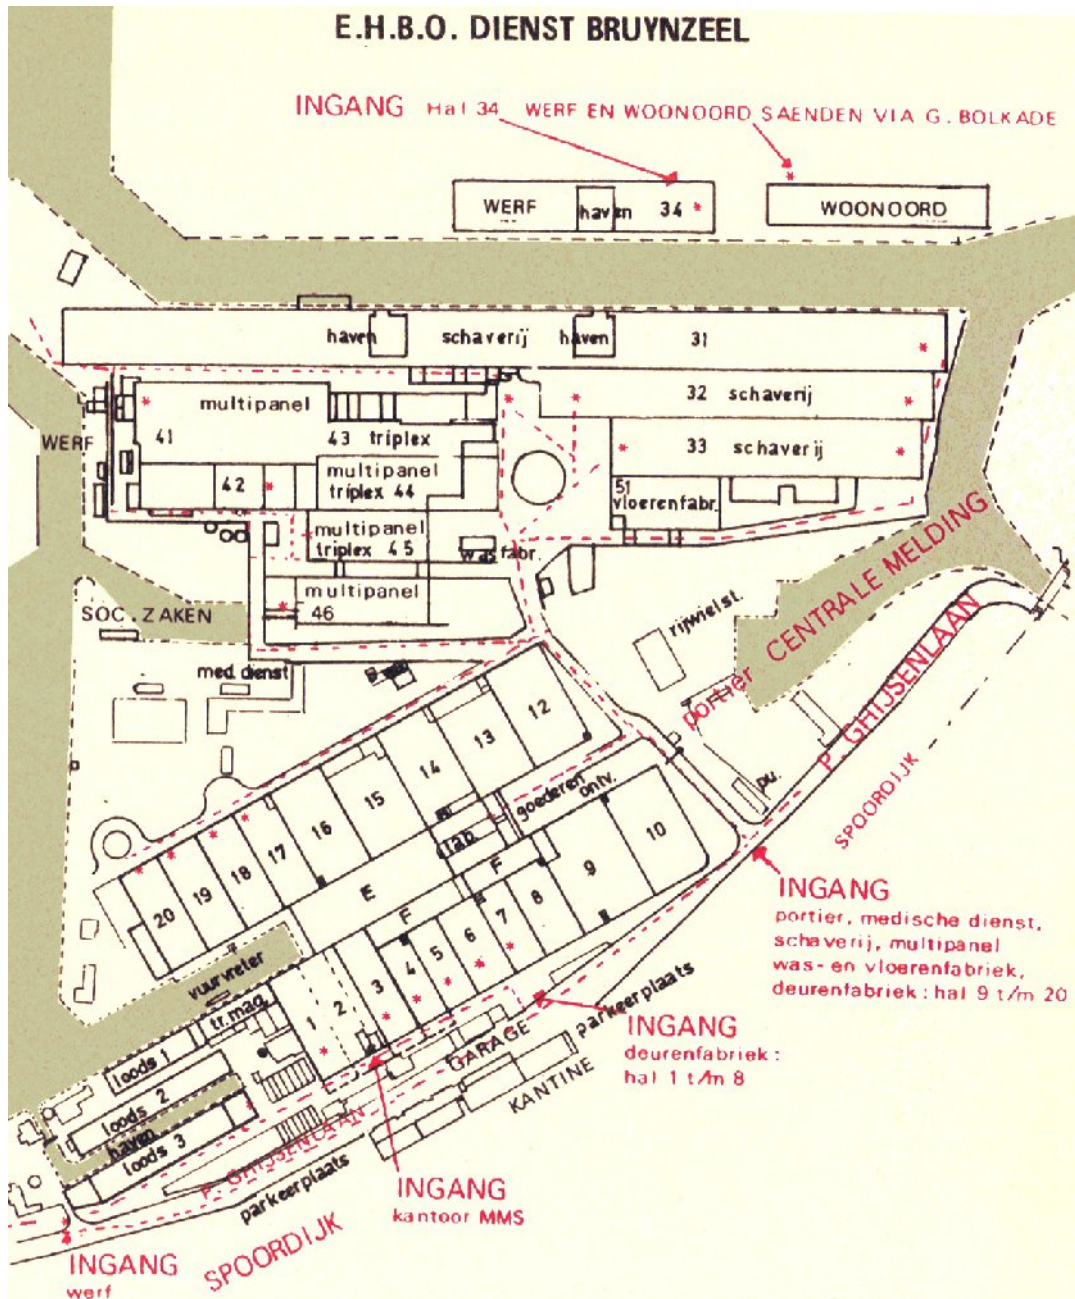 E.H.B.O. DIENST BRUYNZEEL
INGANG Hal 34 WERF EN WOONOORD SAENDEN VIA G. BOLKADE
WERF haven 34
WOONOORD
haven schaverij haven 31
multipanel
32 schaverij
WERF
41
43 triplex
33 schaverij
multipanel
triplex 44
42
51
vloerenfabr.
multipanel
triplex 45
wasfabr.
multipanel
46
SOC. ZAKEN
med. dienst
rijwielst.
portier CENTRALE MELDING
P. GHIJSENLAAN
SPOORDIJK
12
13
14
15
16
17
18
19
20
goederen
ontv.
Lab.
pu.
E
F
F
10
9
8
7
6
5
4
3
2
1
vuurvreter
tr.mag.
loods 1
loods 2
haven
loods 3
INGANG
portier, medische dienst,
schaverij, multipanel
was- en vloerenfabriek,
deurenfabriek: hal 9 t/m 20
INGANG
deurenfabriek:
hal 1 t/m 8
parkeerplaats
GARAGE
KANTINE
P. GHIJSENLAAN
parkeerplaats
INGANG
kantoor MMS
SPOORDIJK
INGANG
werf